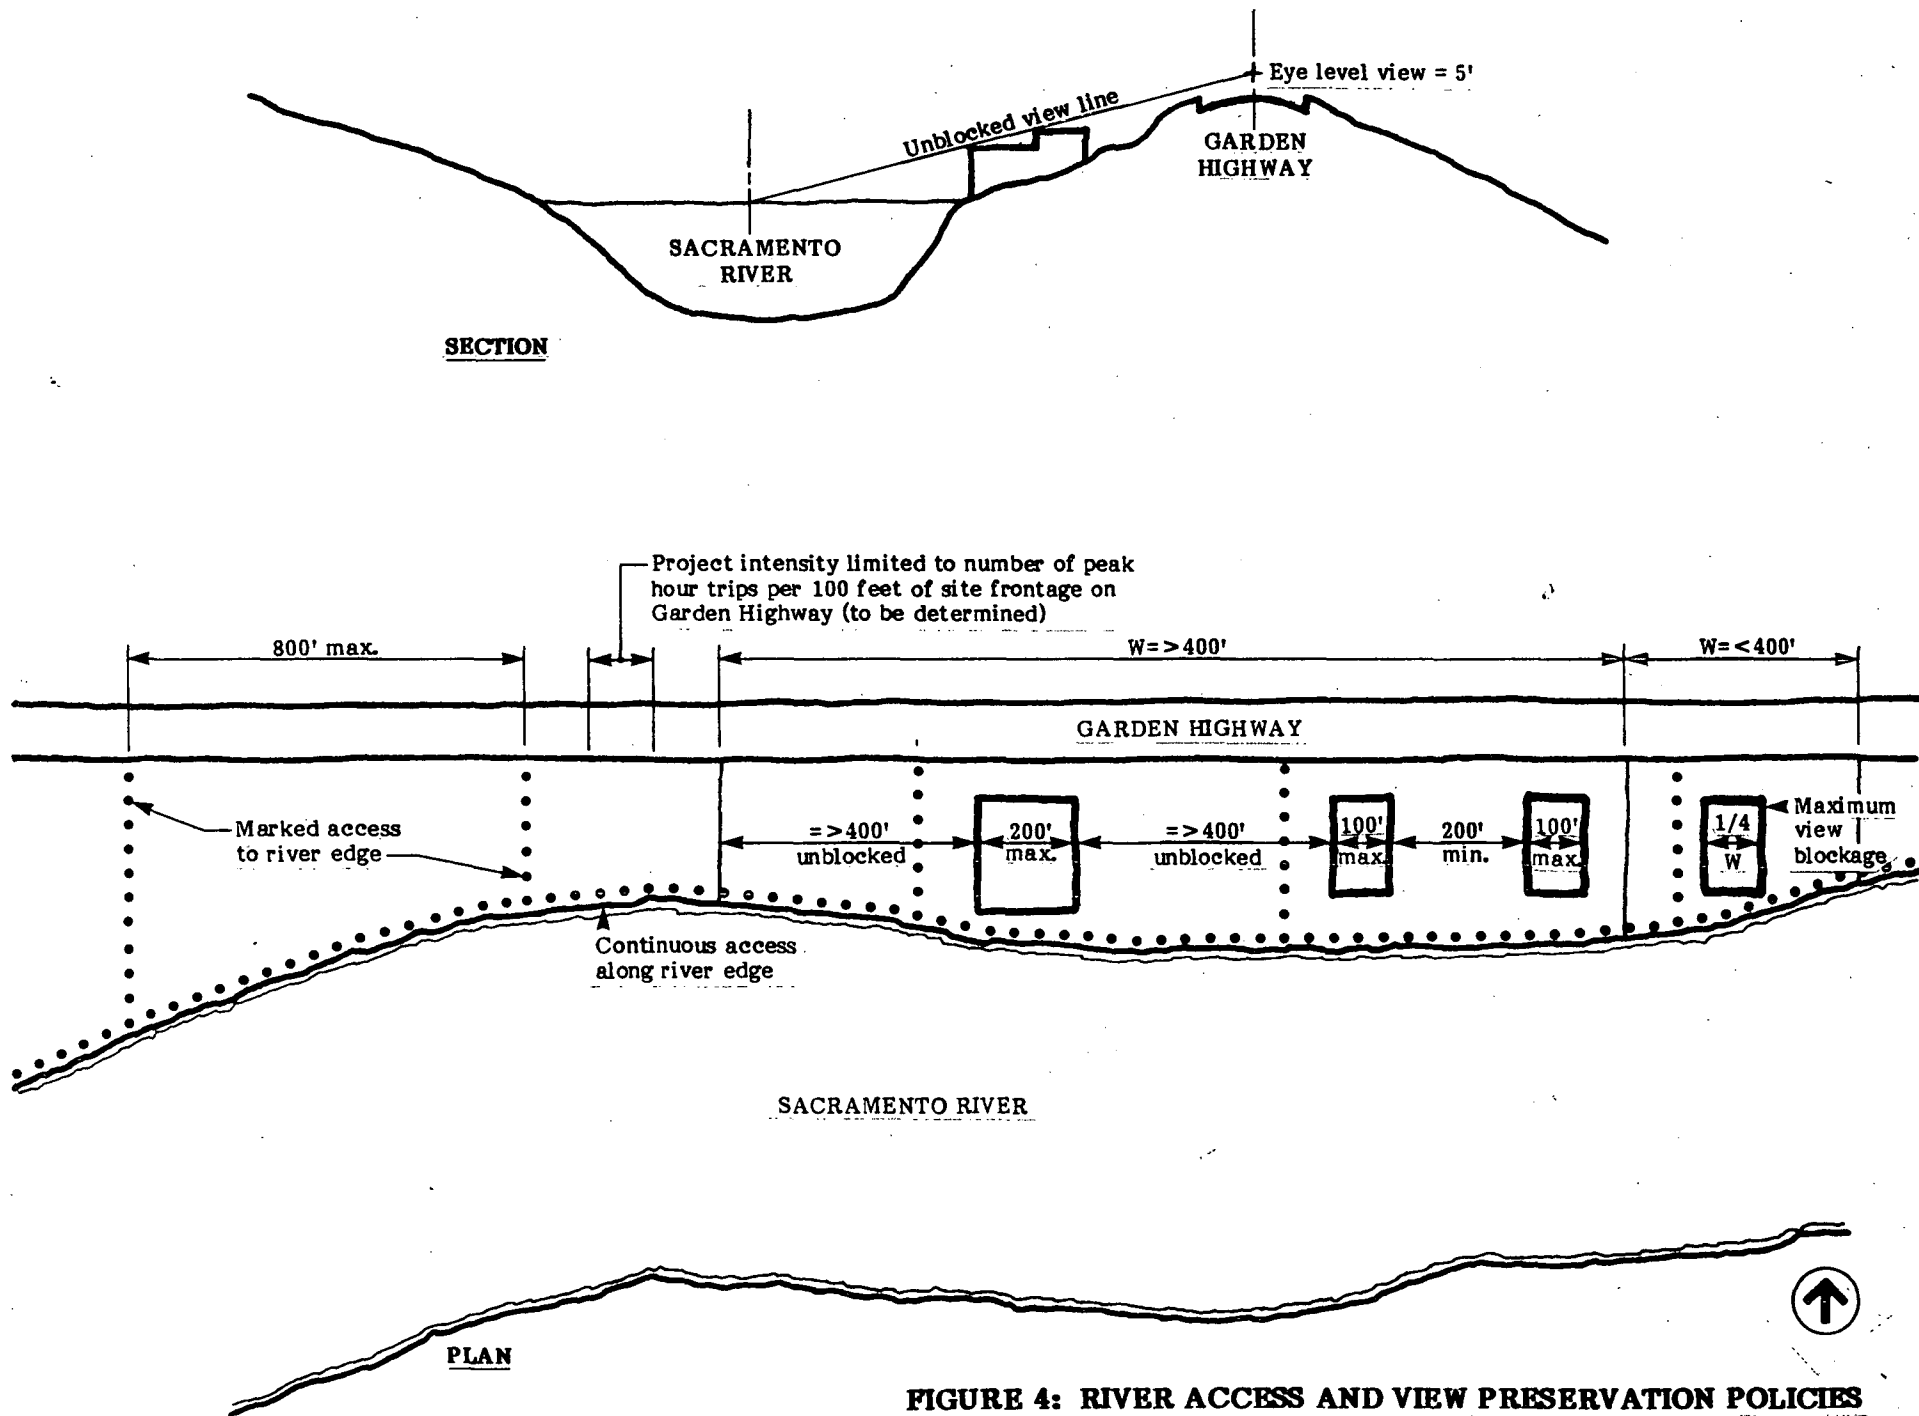 Eye level view = 5'
Unblocked view line
GARDEN
HIGHWAY
SACRAMENTO
RIVER
SECTION
Project intensity limited to number of peak
hour trips per 100 feet of site frontage on
Garden Highway (to be determined)
800' max.
W=>400'
W=<400'
GARDEN HIGHWAY
Marked access
to river edge
=>400'
unblocked
200'
max.
=>400'
unblocked
100'
max.
200'
min.
100'
max.
1/4
W
Maximum
view
blockage
Continuous access
along river edge
SACRAMENTO RIVER
PLAN
FIGURE 4: RIVER ACCESS AND VIEW PRESERVATION POLICIES